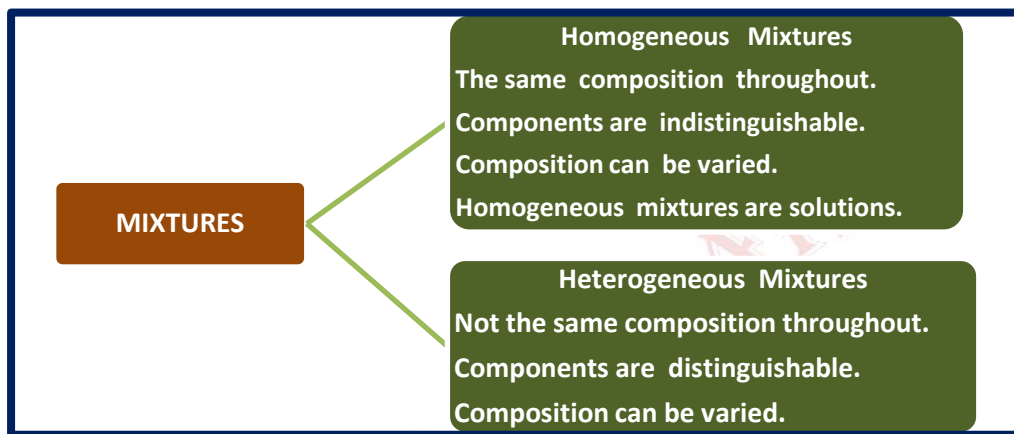 MIXTURES
Homogeneous Mixtures
The same composition throughout.
Components are indistinguishable.
Composition can be varied.
Homogeneous mixtures are solutions.
Heterogeneous Mixtures
Not the same composition throughout.
Components are distinguishable.
Composition can be varied.